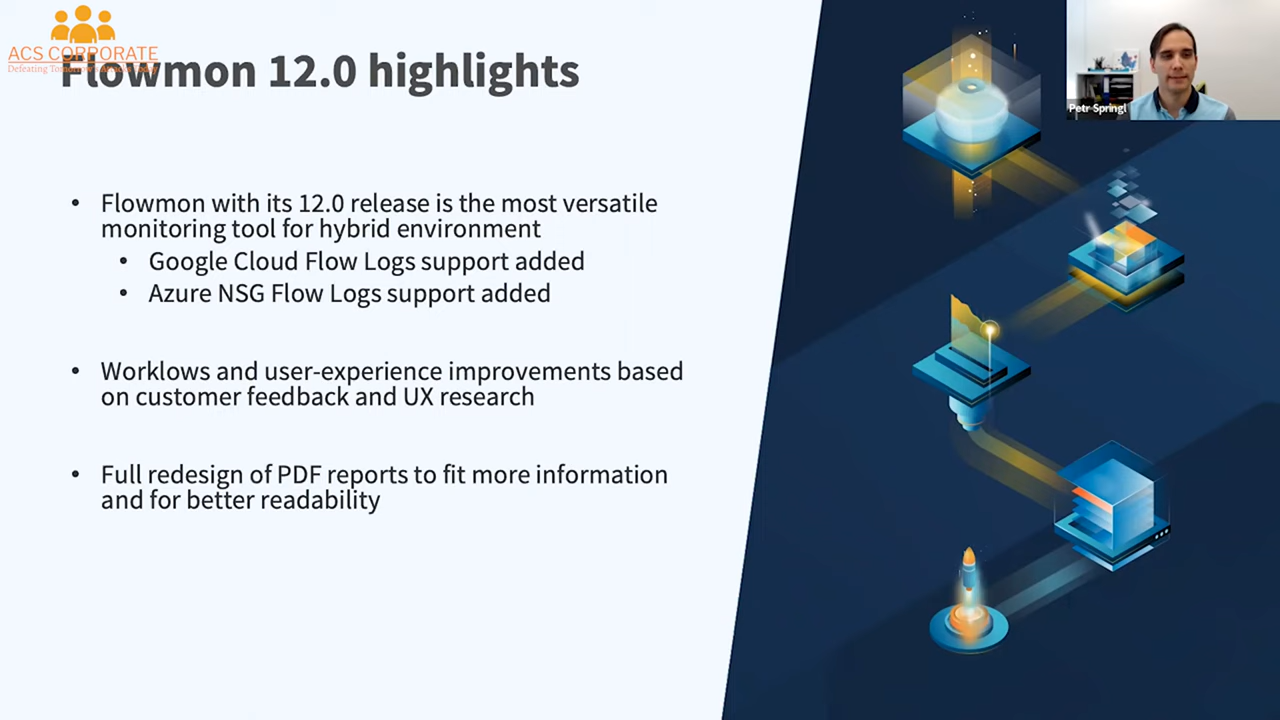 ACS CORPORATE
Flowmon 12.0 highlights
Petr Springl
• Flowmon with its 12.0 release is the most versatile
monitoring tool for hybrid environment
• Google Cloud Flow Logs support added
• Azure NSG Flow Logs support added
• Worklows and user-experience improvements based
on customer feedback and UX research
• Full redesign of PDF reports to fit more information
and for better readability